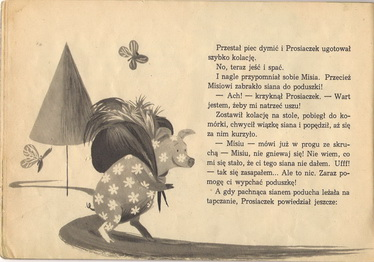 Przestał piec dymić i Prosiaczek ugotował
szybko kolację.
No, teraz jeść i spać.
I nagle przypomniał sobie Misia. Przecież
Misiowi zabrakło siana do poduszki!
— Ach! — krzyknął Prosiaczek. — Wart
jestem, żeby mi natrzeć uszu!
Zostawił kolację na stole, pobiegł do ko-
mórki, chwycił wiązkę siana i popędził, aż się
za nim kurzyło.
— Misiu — mówi już w progu ze skru-
chą — Misiu, nie gniewaj się! Nie wiem, co
mi się stało, że ci tego siana nie dałem. Ufff!
— tak się zasapałem... Ale to nic. Zaraz po-
mogę ci wypchać poduszkę!
A gdy pachnąca sianem poducha leżała na
tapczanie, Prosiaczek powiedział jeszcze: